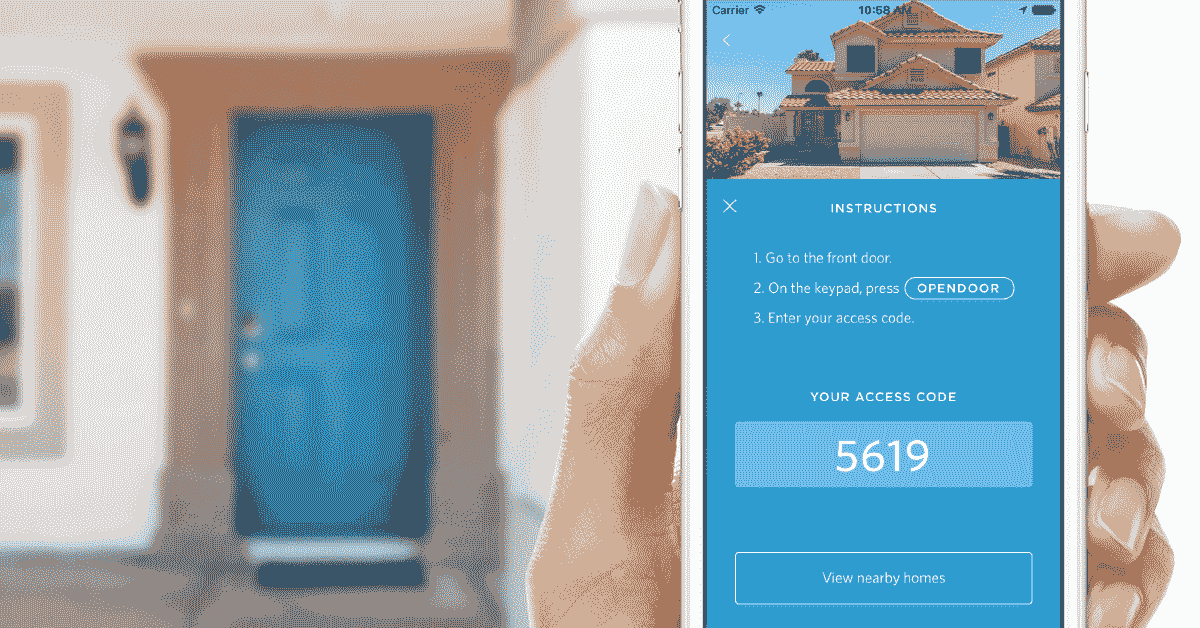 Carrier 10:58 AM
INSTRUCTIONS
1. Go to the front door.
2. On the keypad, press OPENDOOR
3. Enter your access code.
YOUR ACCESS CODE
5619
View nearby homes